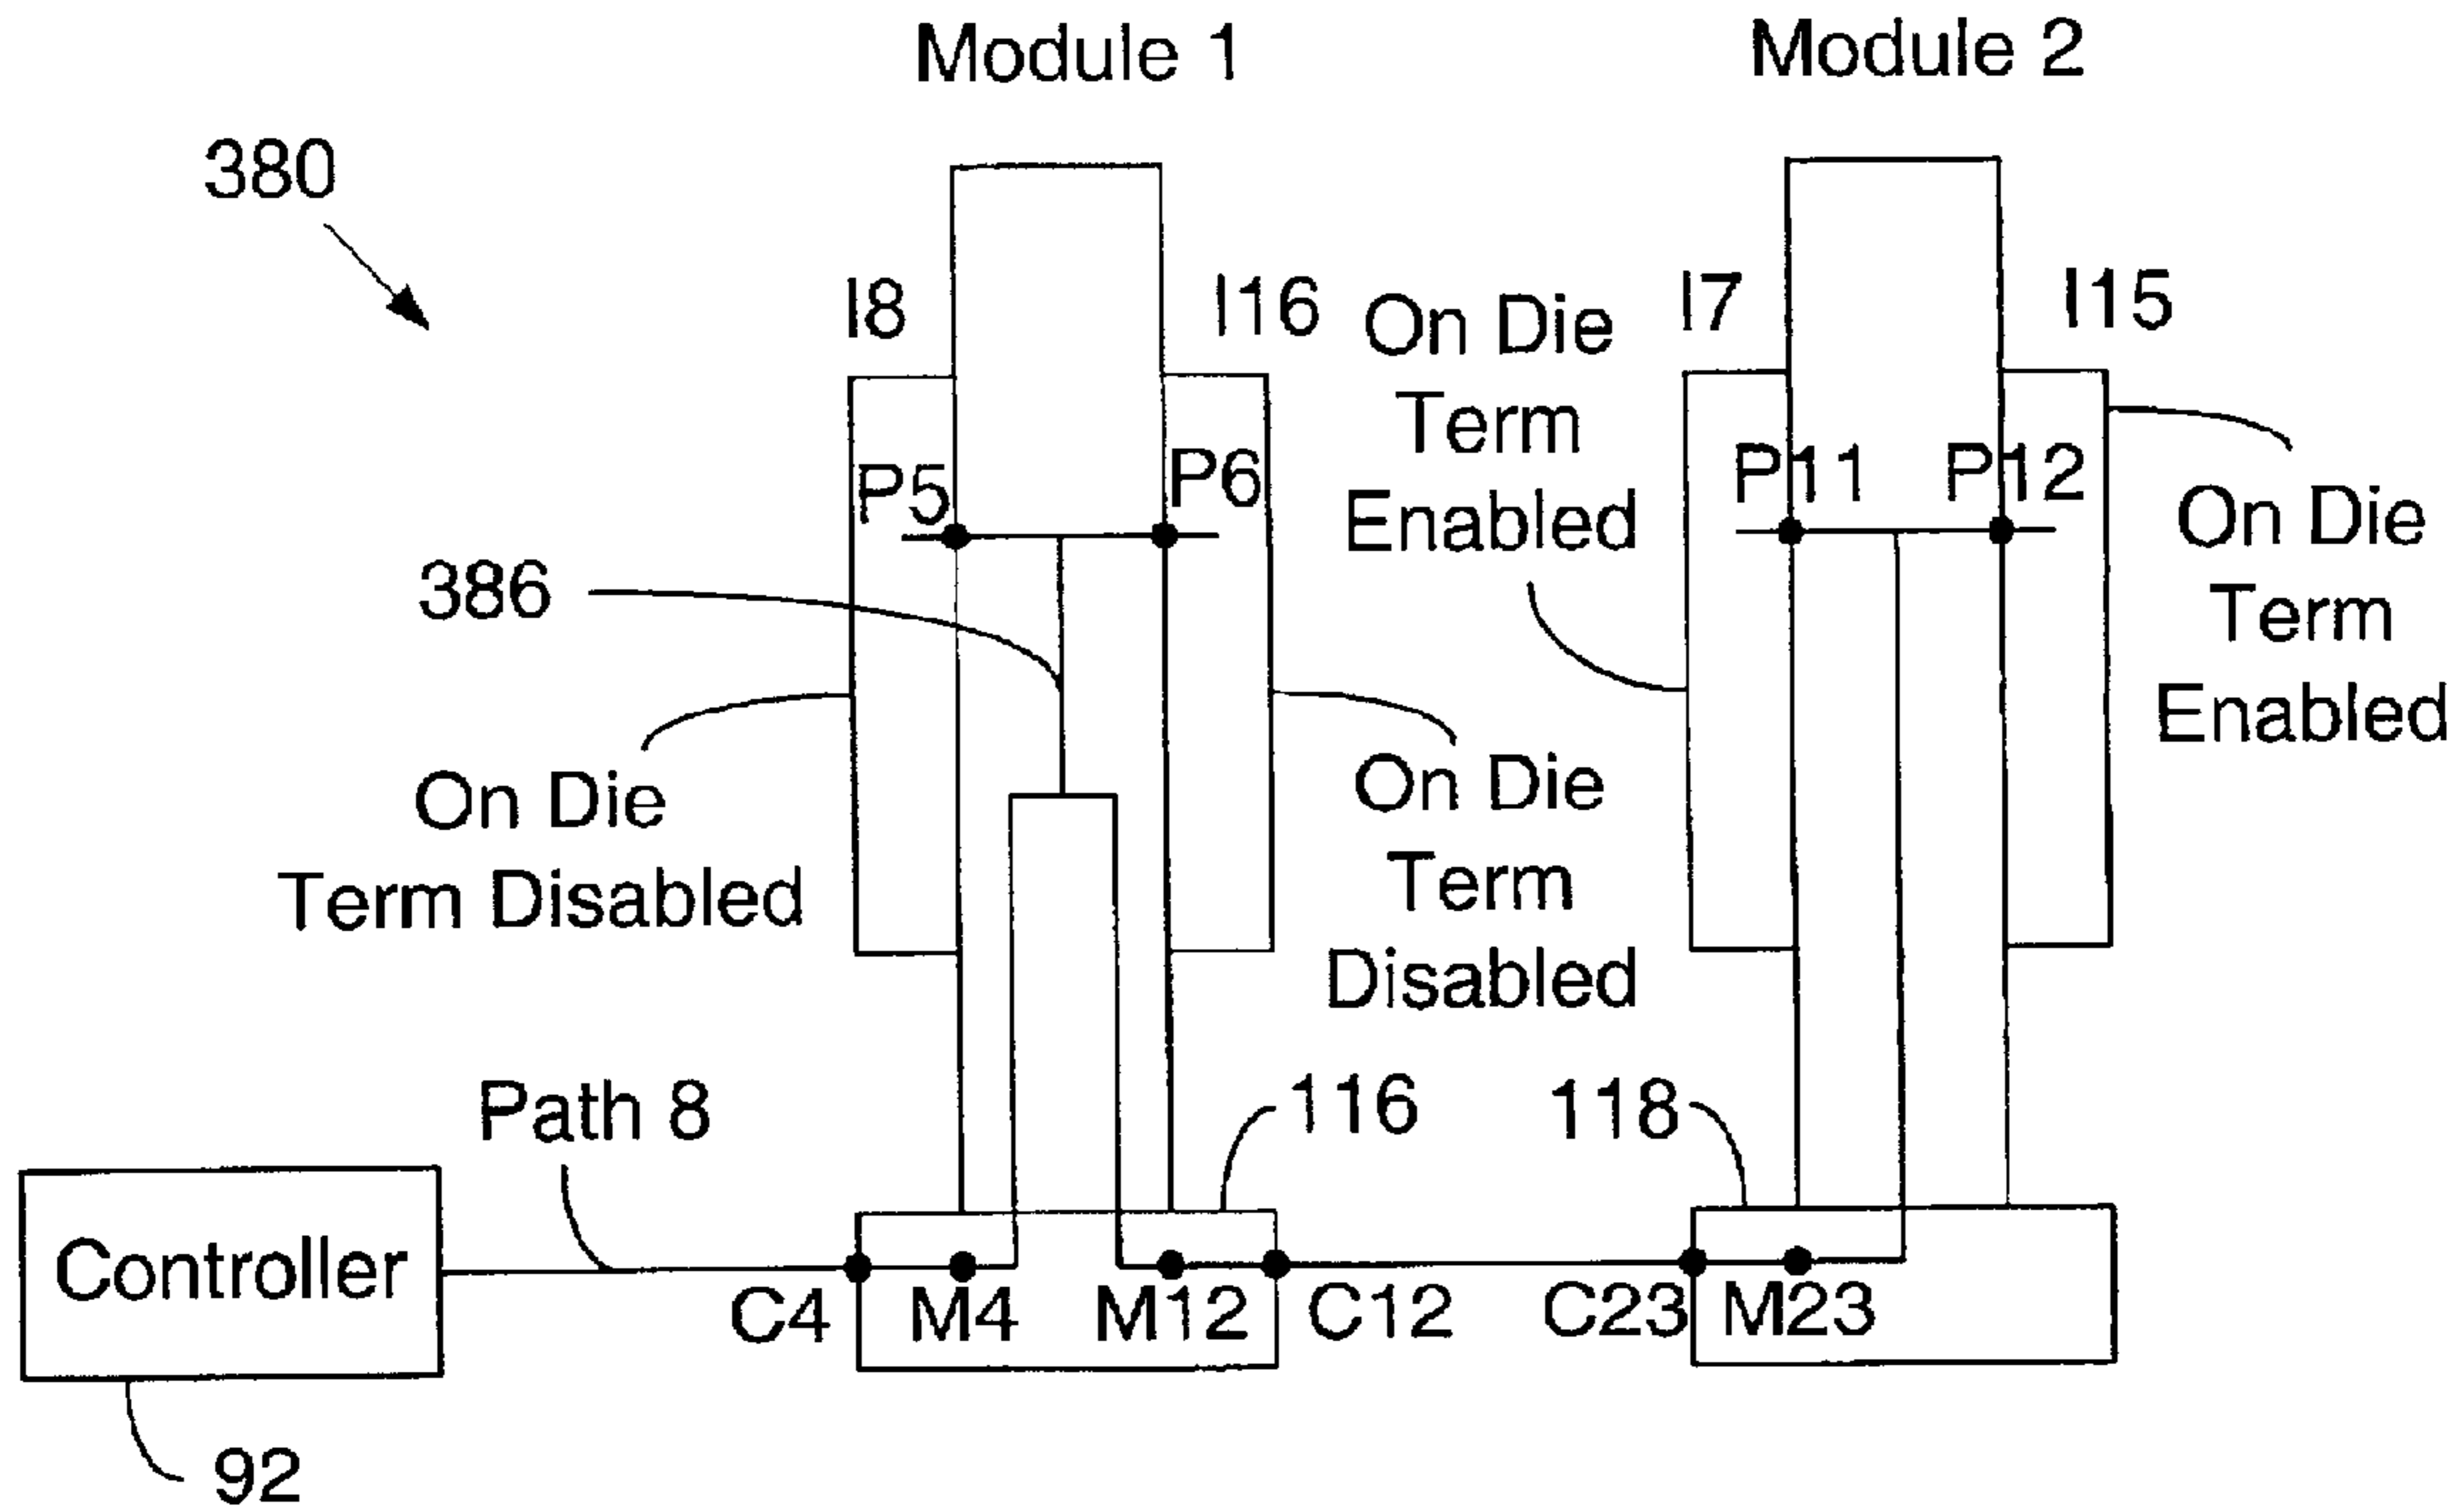 Module 1
Module 2
380
I8
I16
On Die
Term
Enabled
I7
I15
P5
P6
P11
P12
On Die
Term
Enabled
386
On Die
Term Disabled
On Die
Term
Disabled
Path 8
116
118
Controller
C4
M4
M12
C12
C23
M23
92